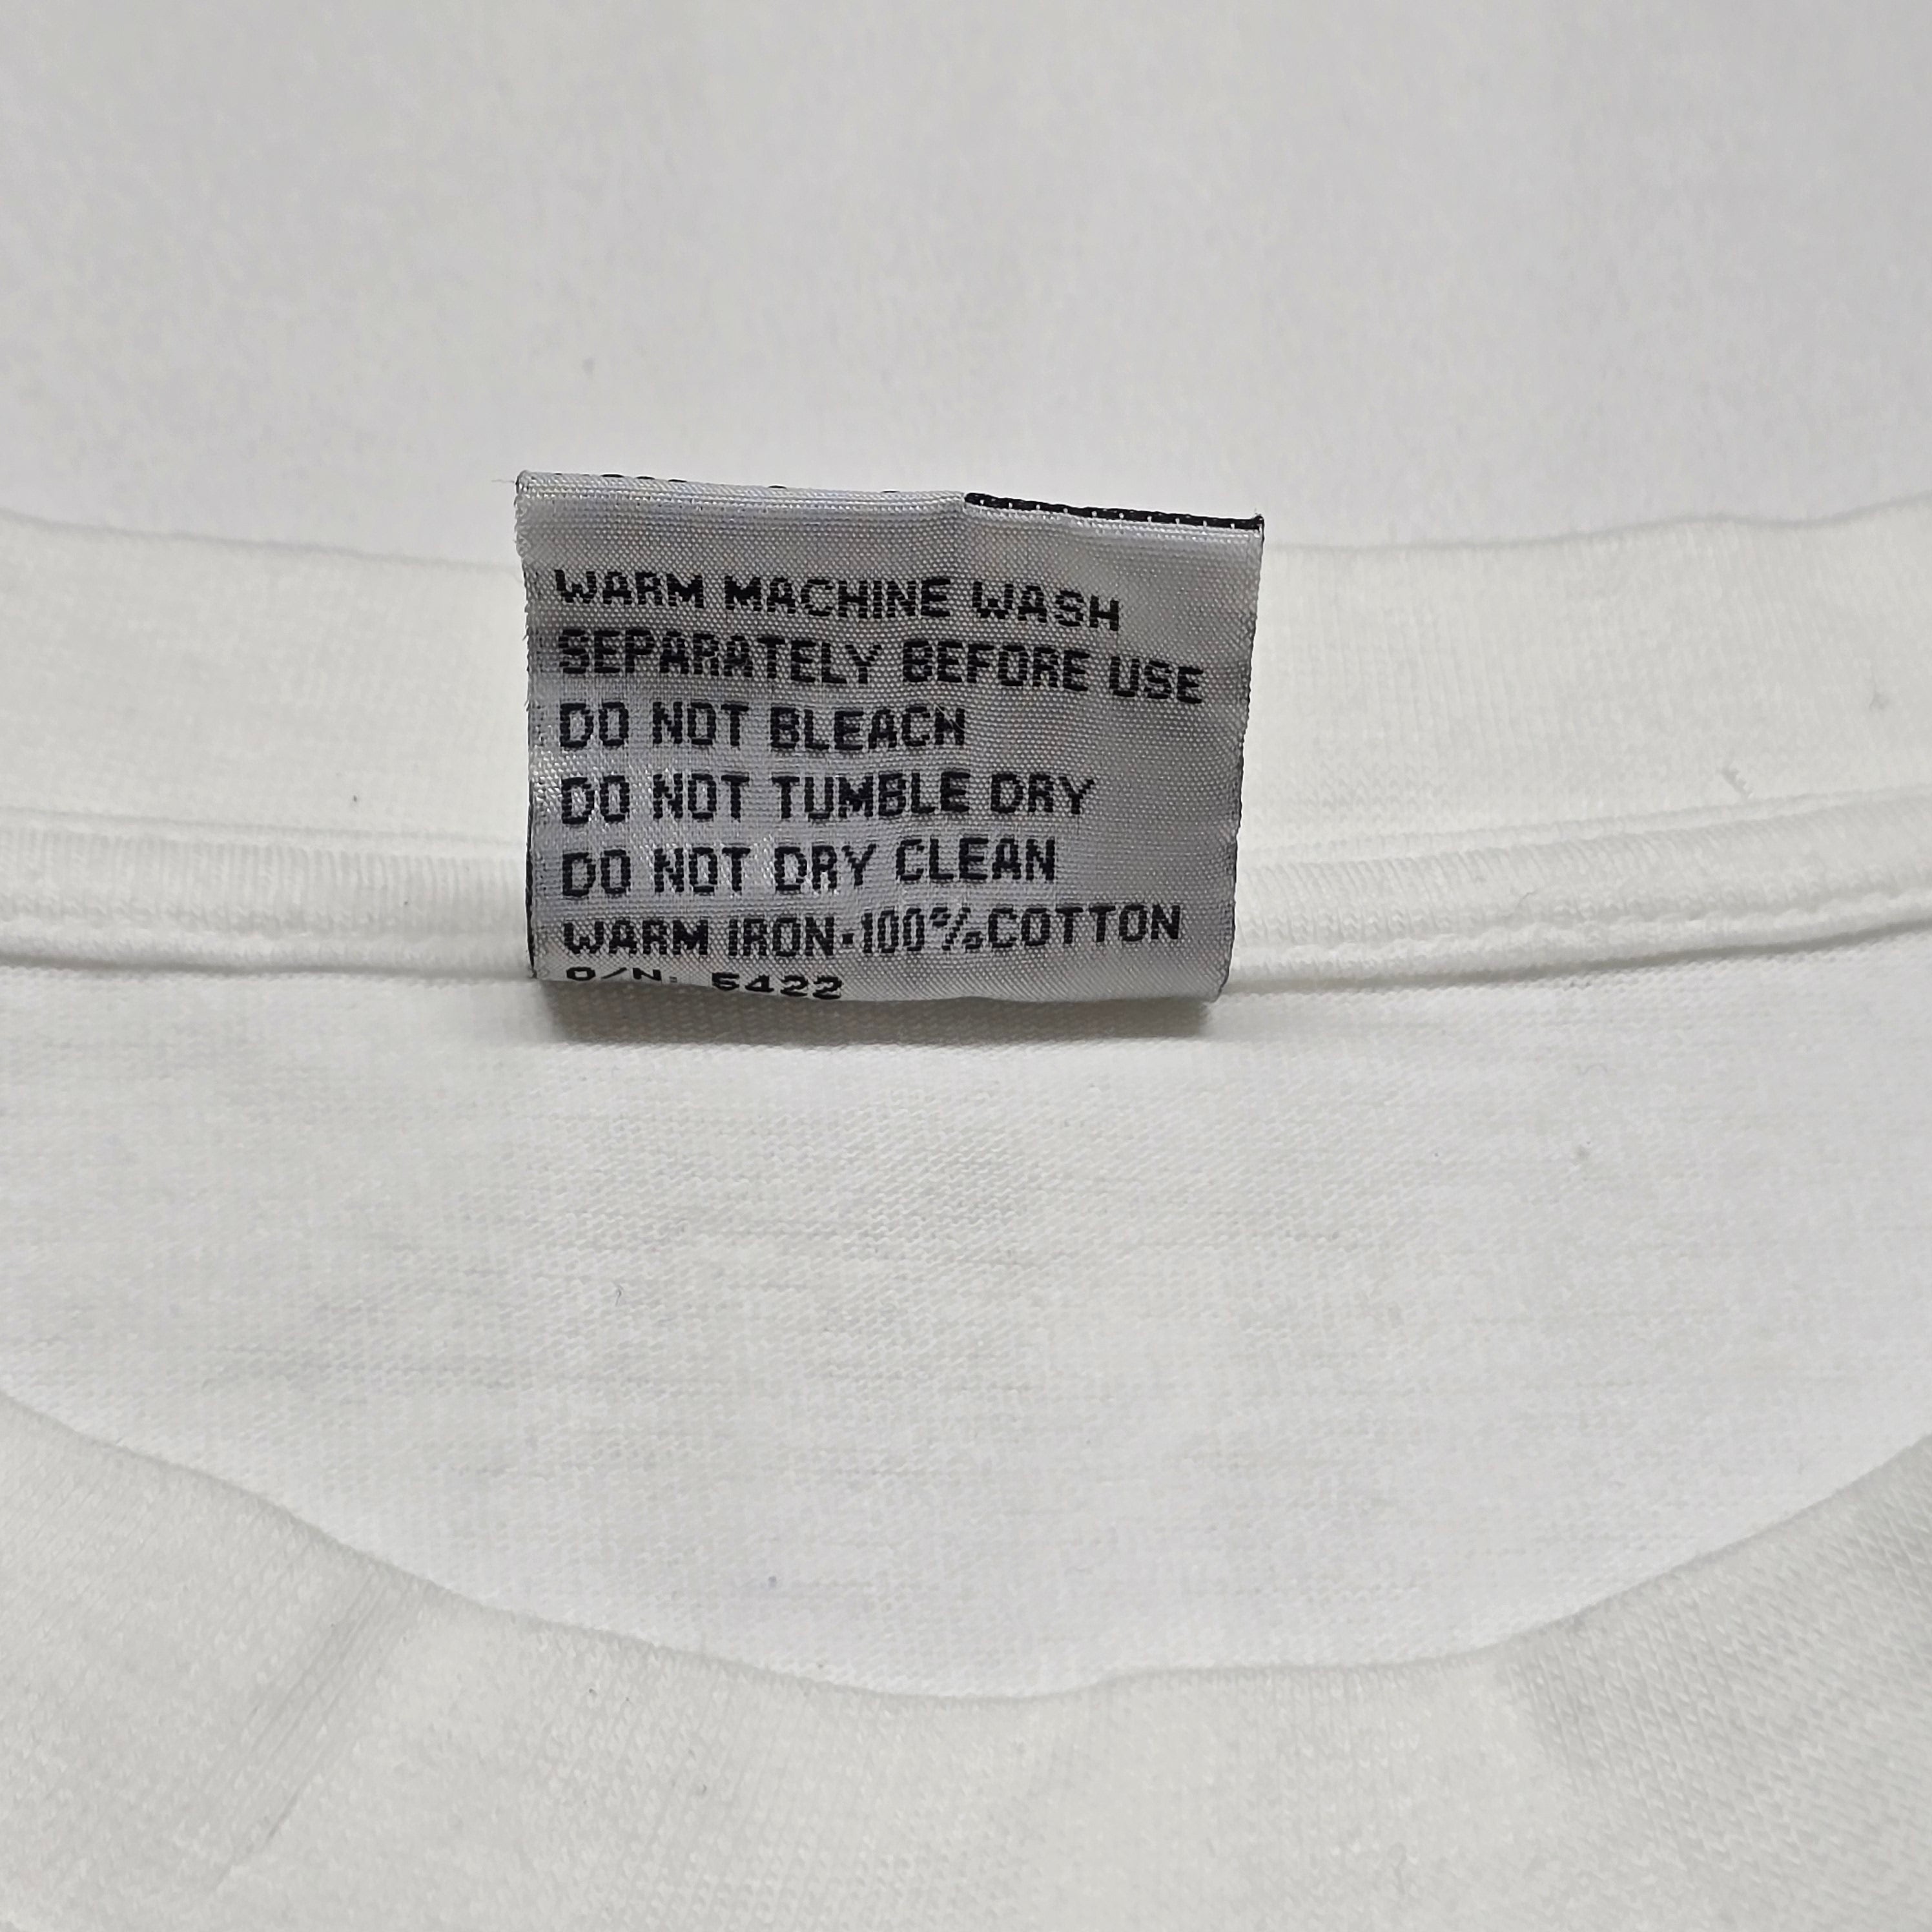 WARM MACHINE WASH
SEPARATELY BEFORE USE
DO NOT BLEACH
DO NOT TUMBLE DRY
DO NOT DRY CLEAN
WARM IRON·100%COTTON
O/N: 5422